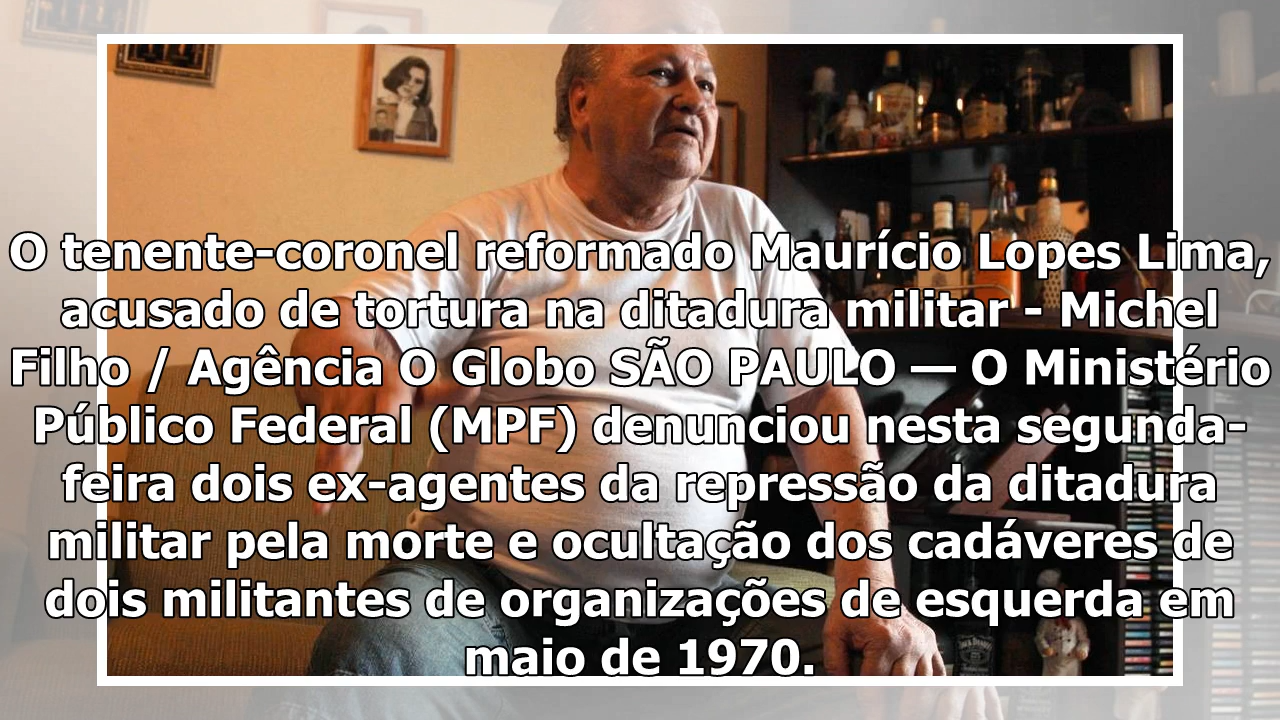 O tenente-coronel reformado Maurício Lopes Lima,
acusado de tortura na ditadura militar - Michel
Filho / Agência O Globo SÃO PAULO — O Ministério
Público Federal (MPF) denunciou nesta segunda-
feira dois ex-agentes da repressão da ditadura
militar pela morte e ocultação dos cadáveres de
dois militantes de organizações de esquerda em
maio de 1970.